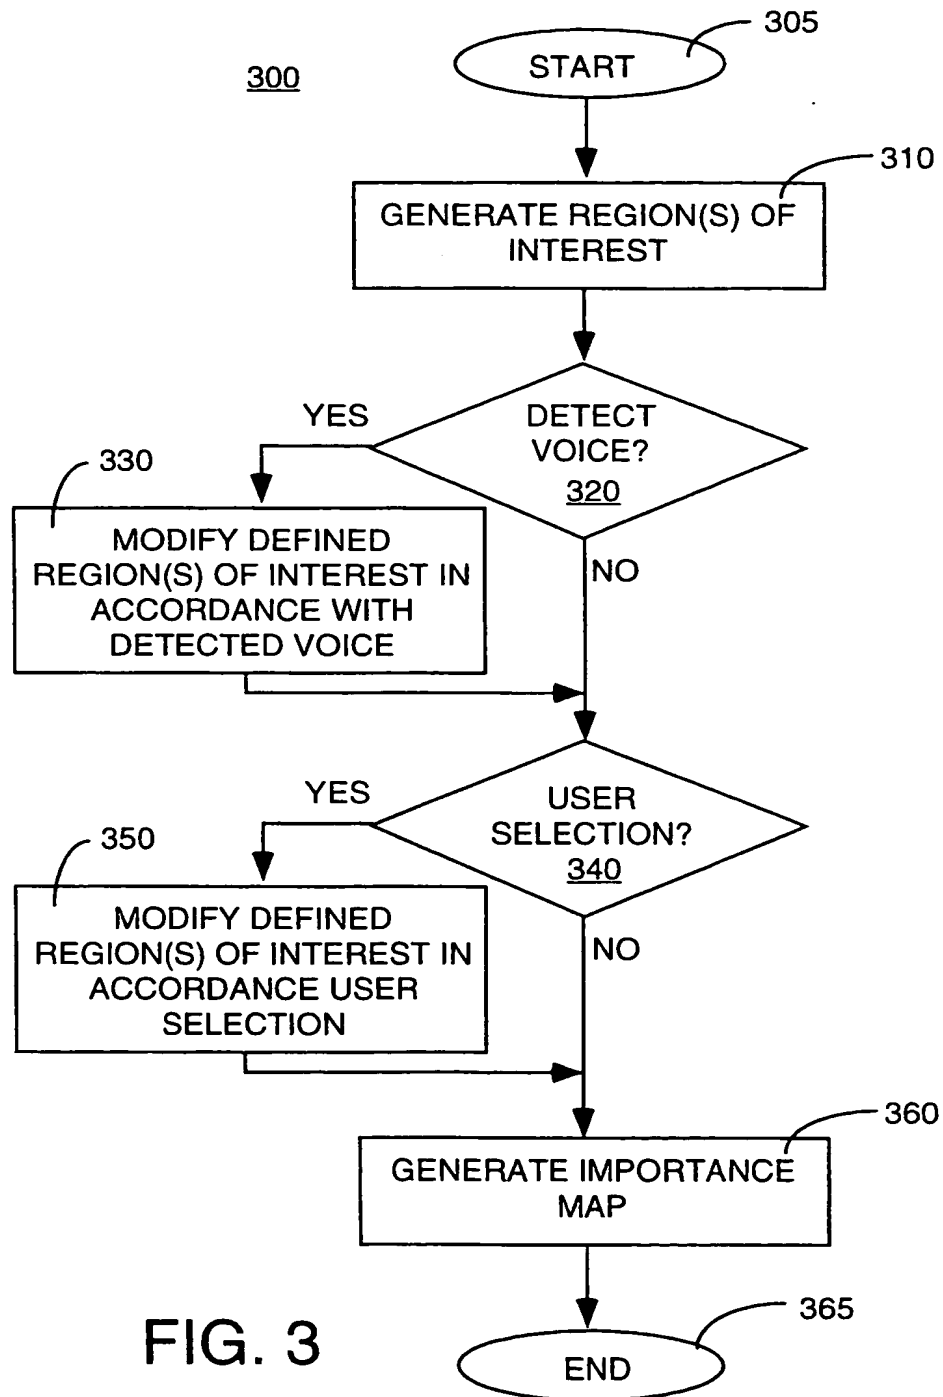 305
START
300
310
GENERATE REGION(S) OF
INTEREST
YES
DETECT
VOICE?
320
330
MODIFY DEFINED
REGION(S) OF INTEREST IN
ACCORDANCE WITH
DETECTED VOICE
NO
YES
USER
SELECTION?
340
350
MODIFY DEFINED
REGION(S) OF INTEREST IN
ACCORDANCE USER
SELECTION
NO
360
GENERATE IMPORTANCE
MAP
365
END
FIG. 3